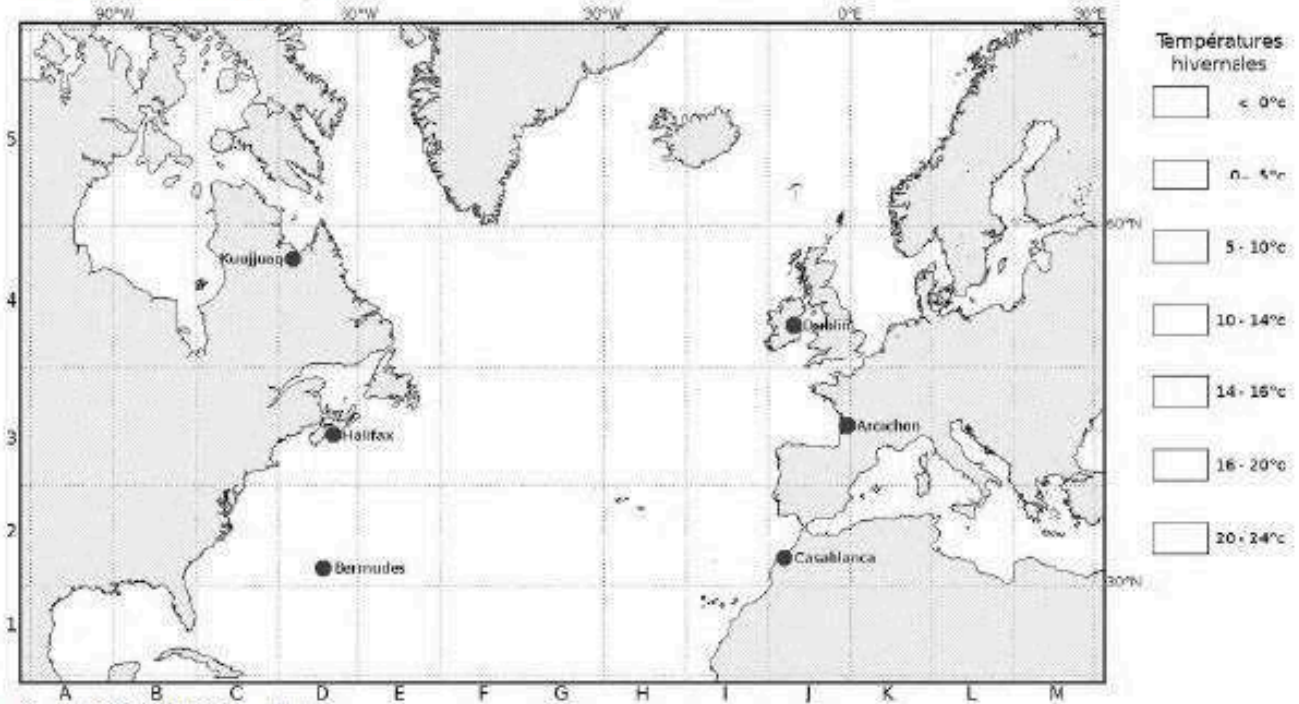 90°W
30°W
0°E
30°E
Températures
hivernales
< 0°c
0 - 5°c
5 - 10°c
10 - 14°c
14 - 16°c
16 - 20°c
20 - 24°c
5
4
3
2
1
60°N
30°N
Kuujjuaq
Dublin
Halifax
Arcachon
Bermudes
Casablanca
A B C D E F G H I J K L M